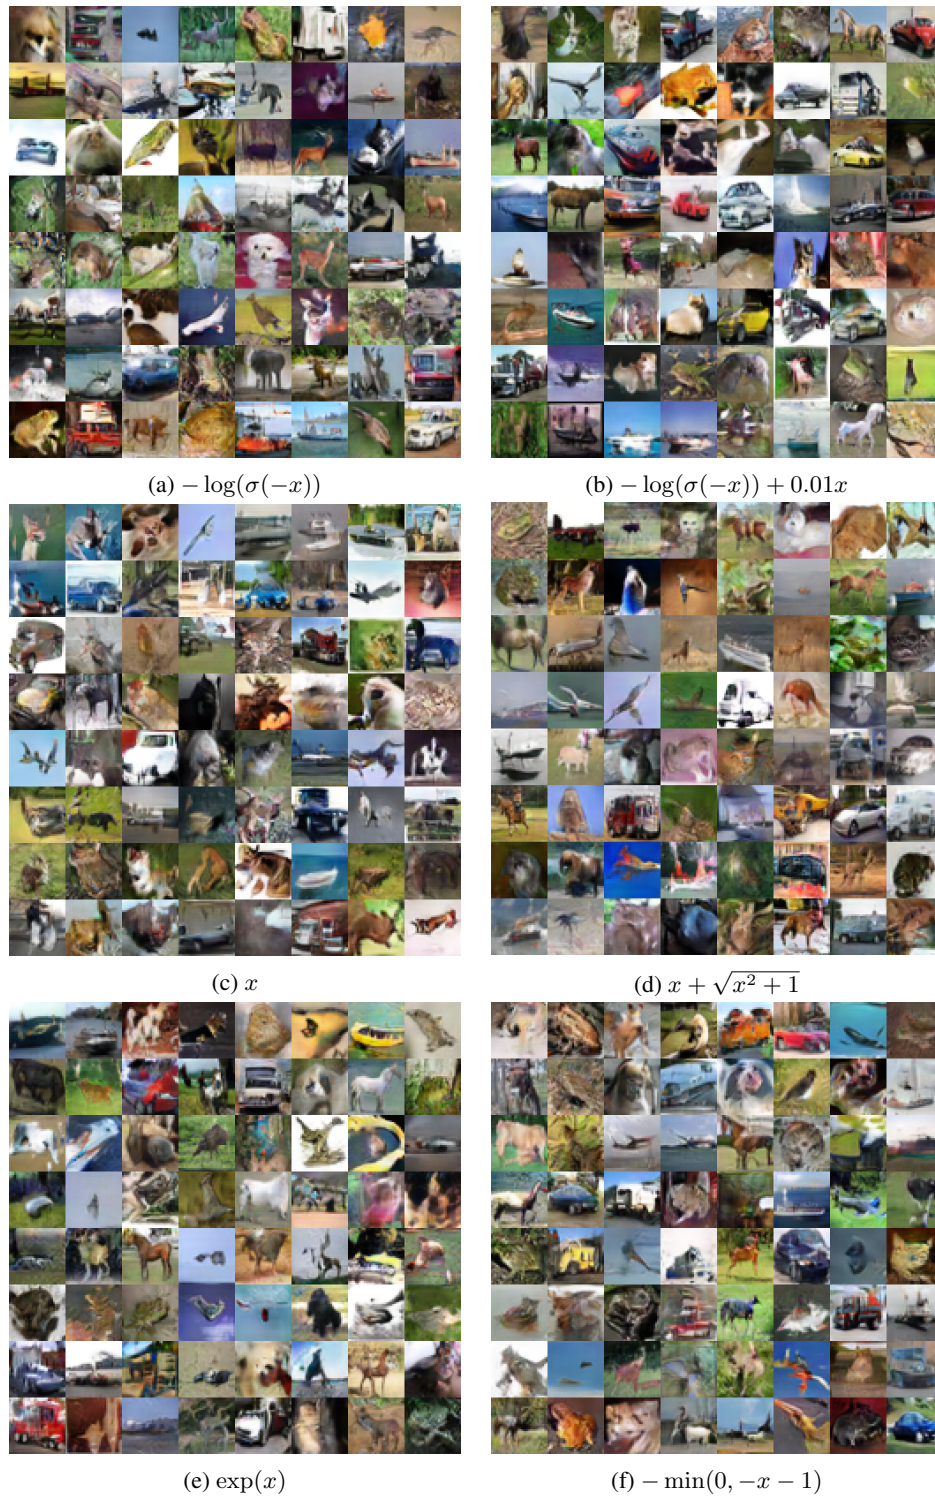 (a) − log(σ(−x))
(b) − log(σ(−x)) + 0.01x
(c) x
(d) x + √(x² + 1)
(e) exp(x)
(f) − min(0, −x − 1)